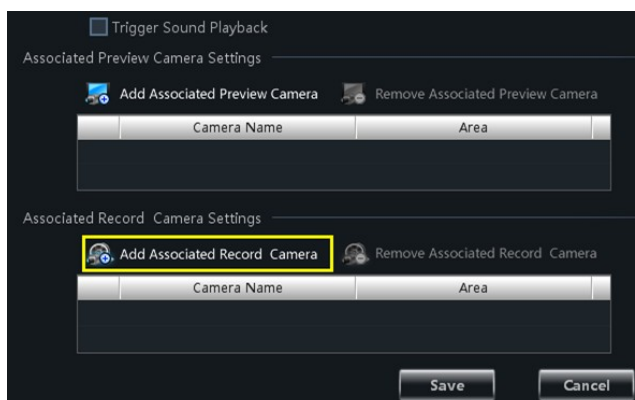 Trigger Sound Playback
Associated Preview Camera Settings
Add Associated Preview Camera Remove Associated Preview Camera
Camera Name Area
Associated Record Camera Settings
Add Associated Record Camera Remove Associated Record Camera
Camera Name Area
Save Cancel